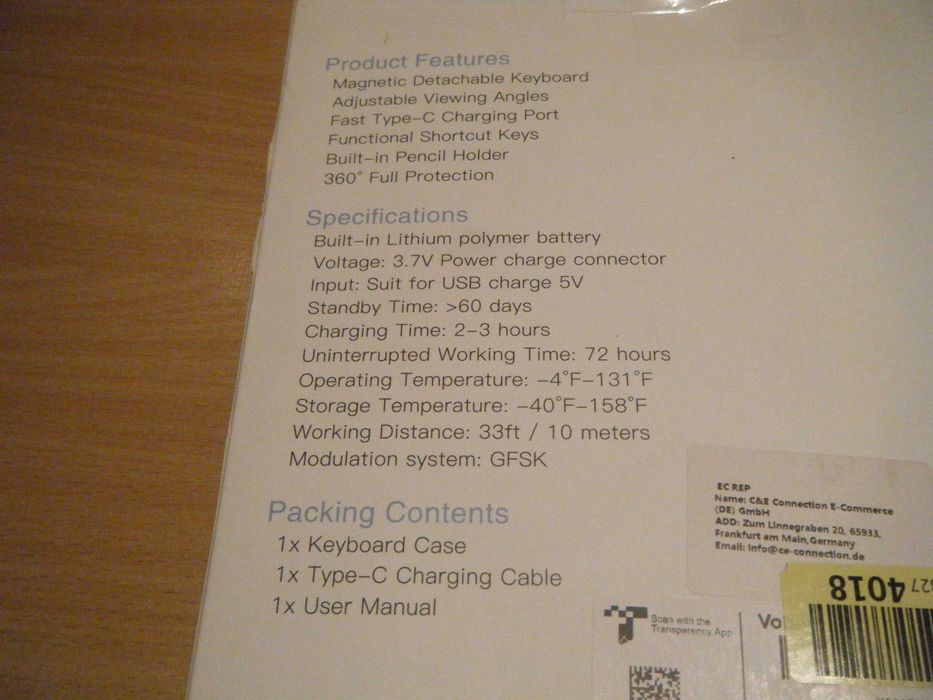 Product Features
Magnetic Detachable Keyboard
Adjustable Viewing Angles
Fast Type-C Charging Port
Functional Shortcut Keys
Built-in Pencil Holder
360° Full Protection
Specifications
Built-in Lithium polymer battery
Voltage: 3.7V Power charge connector
Input: Suit for USB charge 5V
Standby Time: >60 days
Charging Time: 2-3 hours
Uninterrupted Working Time: 72 hours
Operating Temperature: -4°F-131°F
Storage Temperature: -40°F-158°F
Working Distance: 33ft / 10 meters
Modulation system: GFSK
Packing Contents
1x Keyboard Case
1x Type-C Charging Cable
1x User Manual
EC REP
Name: C&E Connection E-Commerce
(DE) GmbH
ADD: Zum Linnegraben 20, 65933,
Frankfurt am Main,Germany
Email: info@ce-connection.de
4018
Scan with the
Transparency App